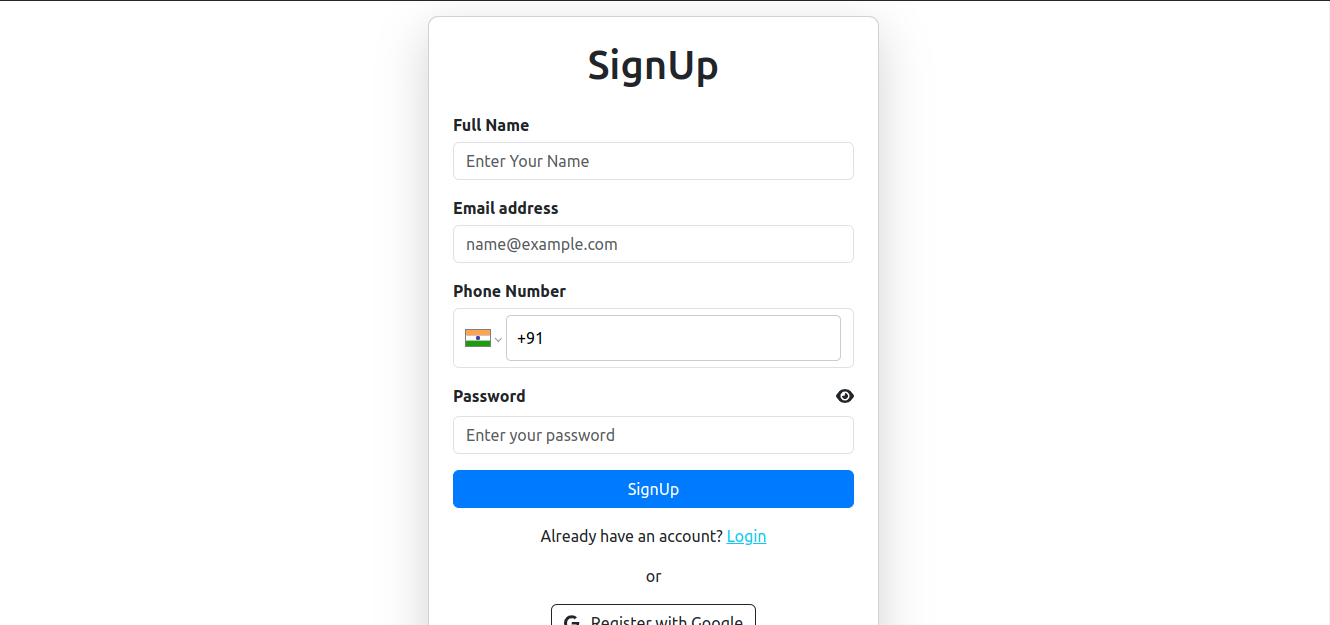 SignUp
Full Name
Enter Your Name
Email address
name@example.com
Phone Number
+91
Password
Enter your password
SignUp
Already have an account? Login
or
Register with Google